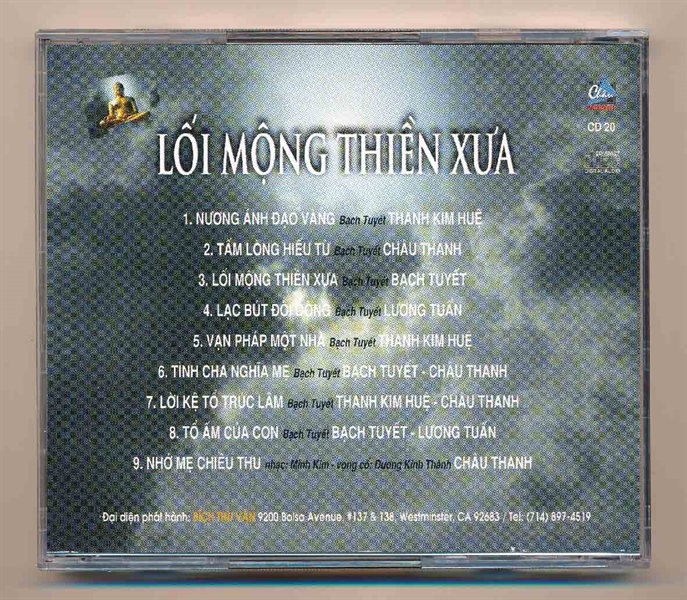 Châu
CD 20
LỐI MỘNG THIỀN XƯA
DIGITAL AUDIO
1. NƯƠNG ÁNH ĐẠO VÀNG Bạch Tuyết THANH KIM HUỆ
2. TẤM LÒNG HIẾU TỬ Bạch Tuyết CHÂU THANH
3. LỐI MỘNG THIỀN XƯA Bạch Tuyết BẠCH TUYẾT
4. LẠC BÚT ĐỒI ĐÔNG Bạch Tuyết LƯƠNG TUẤN
5. VẠN PHÁP MỘT NHÀ Bạch Tuyết THANH KIM HUỆ
6. TÌNH CHA NGHĨA MẸ Bạch Tuyết BẠCH TUYẾT - CHÂU THANH
7. LỜI KỆ TỔ TRÚC LÂM Bạch Tuyết THANH KIM HUỆ - CHÂU THANH
8. TỔ ẤM CỦA CON Bạch Tuyết BẠCH TUYẾT - LƯƠNG TUẤN
9. NHỚ MẸ CHIỀU THU nhạc: Minh Kim - vọng cổ: Dương Kinh Thành CHÂU THANH
Đại diện phát hành: BÍCH THU VÂN 9200 Bolsa Avenue, #137 & 138, Westminster, CA 92683 / Tel: (714) 897-4519